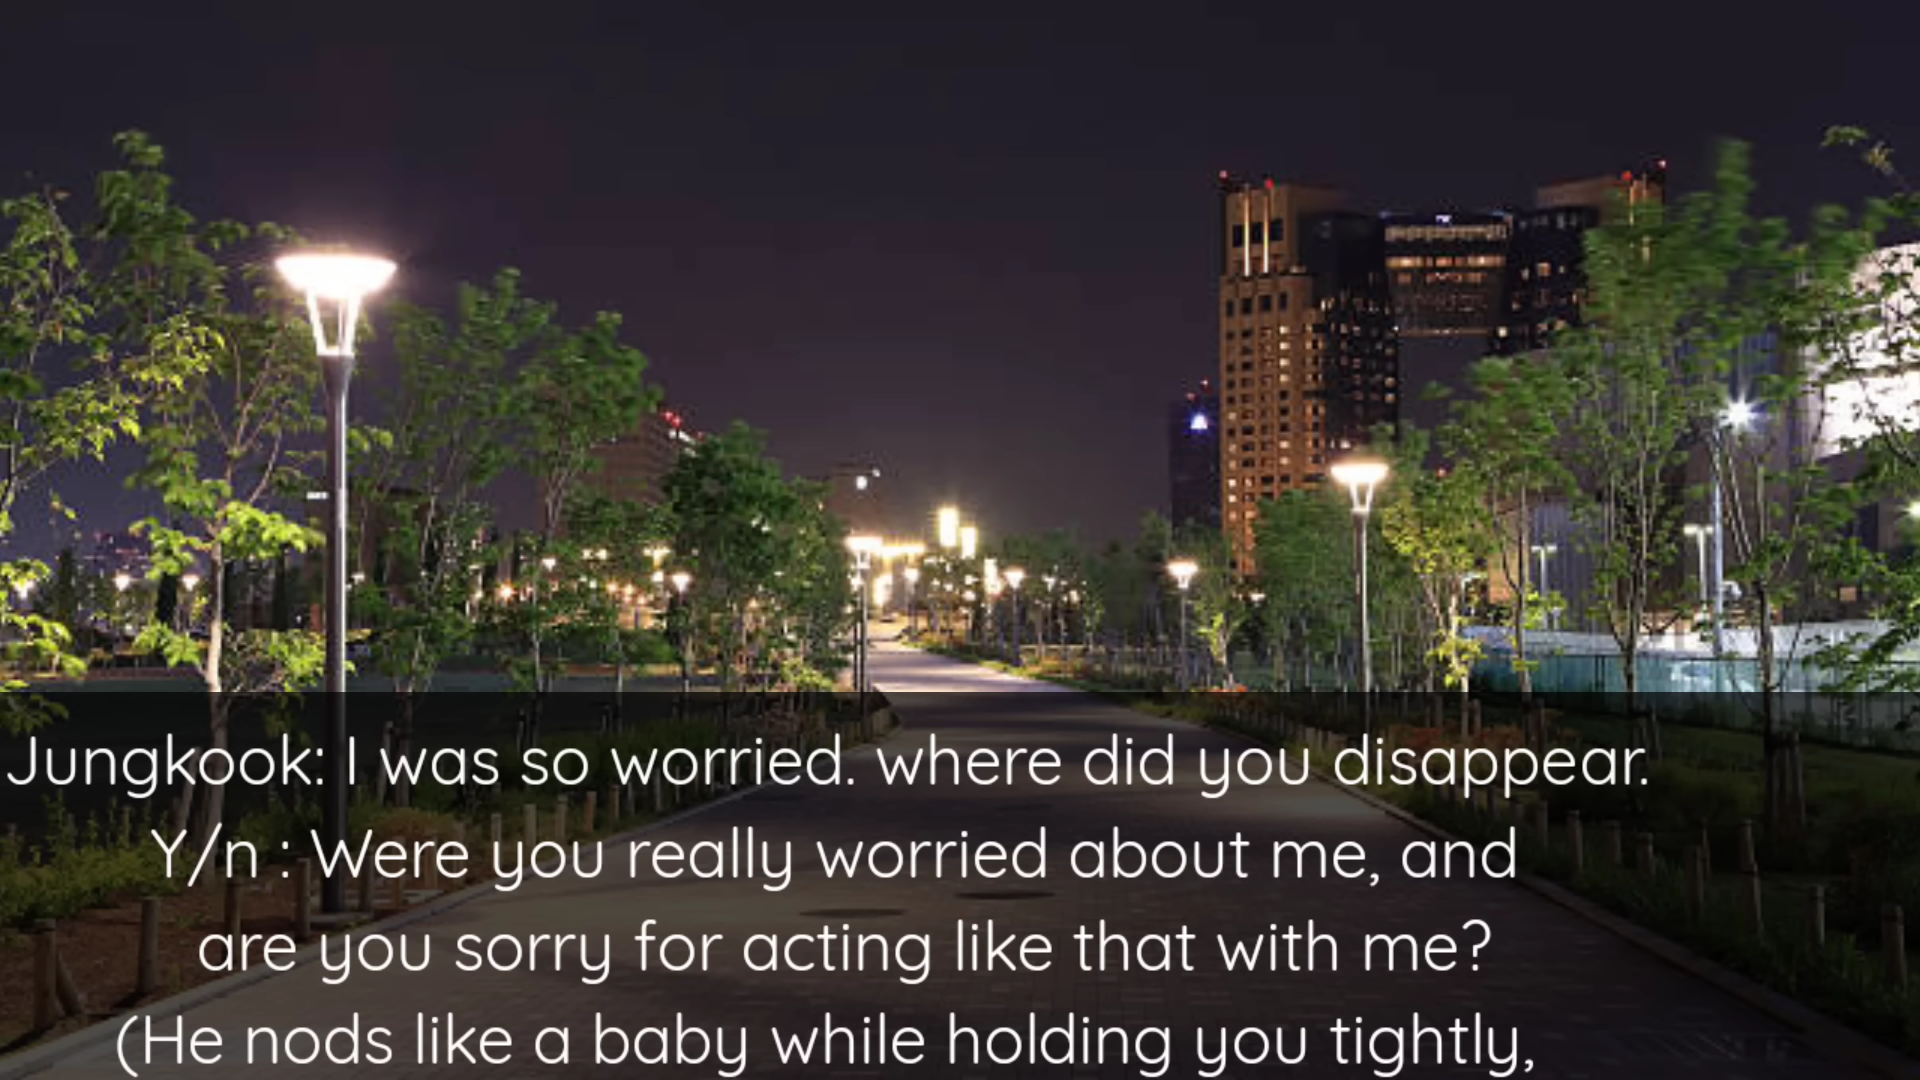 Jungkook: I was so worried. where did you disappear.
Y/n : Were you really worried about me, and
are you sorry for acting like that with me?
(He nods like a baby while holding you tightly,